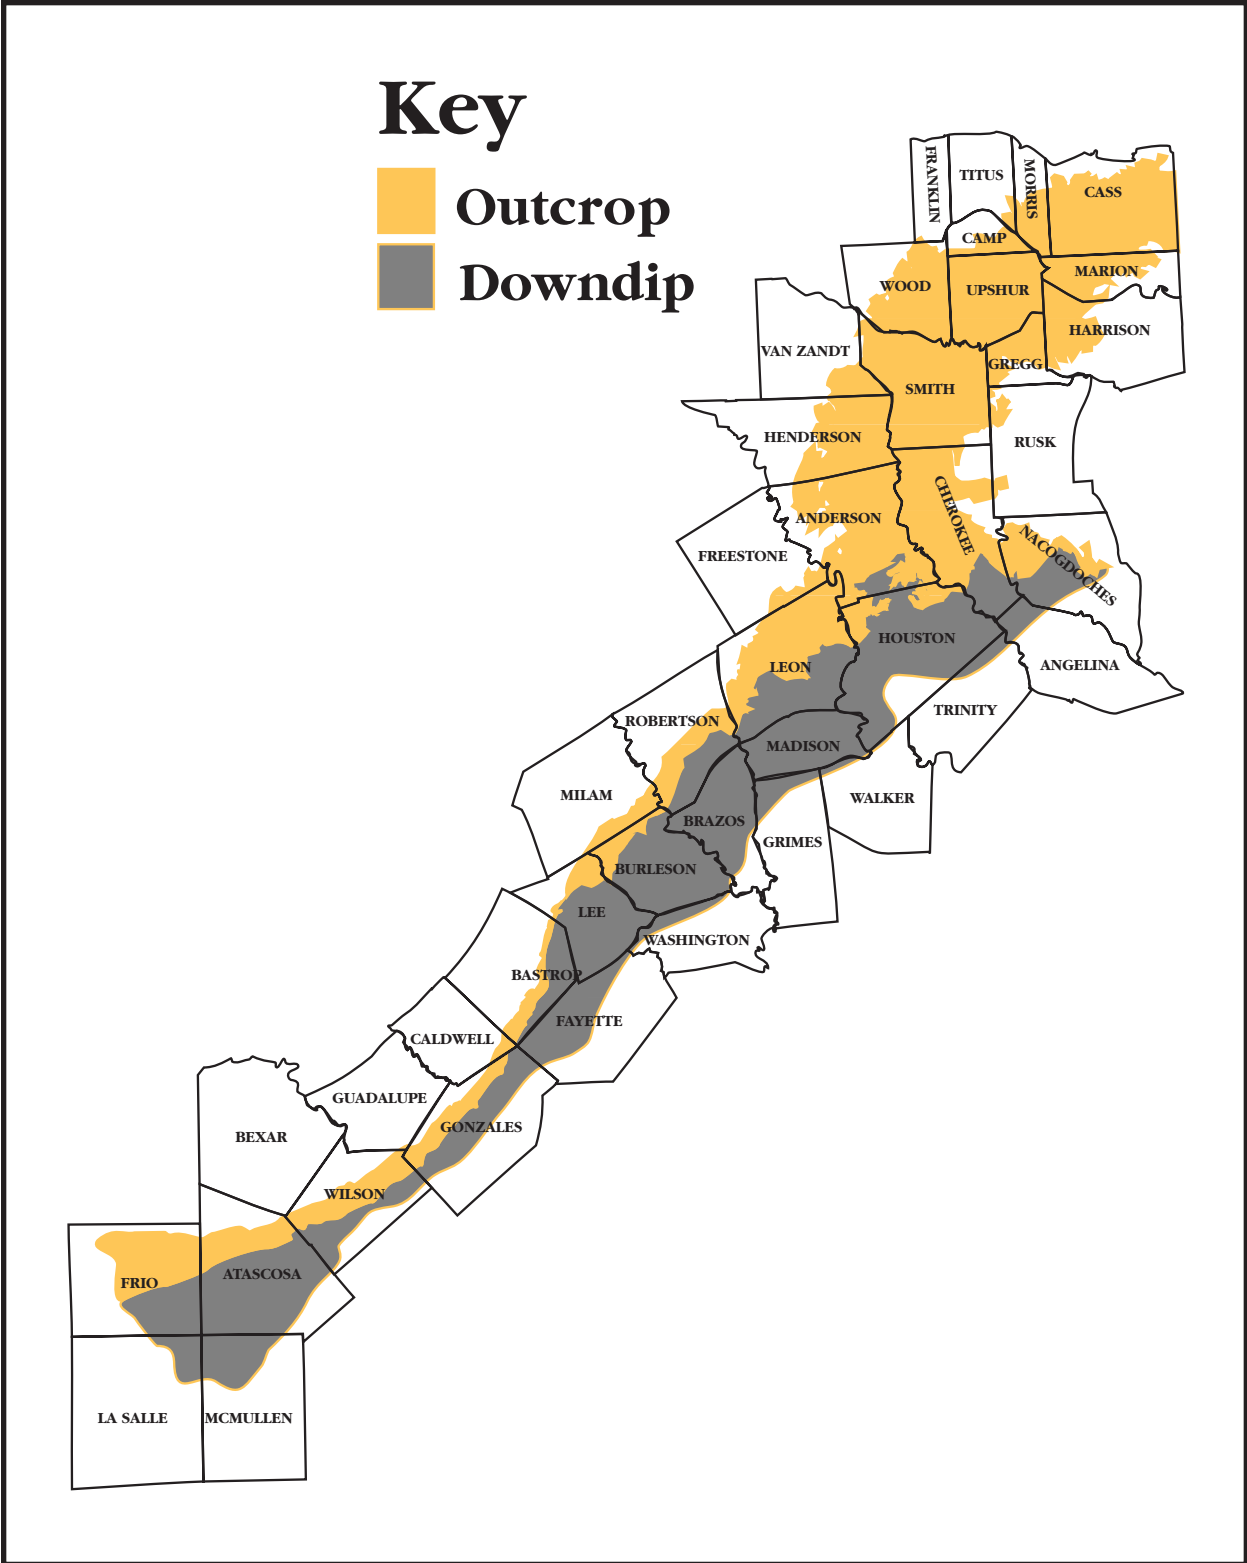 Key
Outcrop
Downdip
FRANKLIN
TITUS
MORRIS
CASS
CAMP
WOOD
UPSHUR
MARION
HARRISON
VAN ZANDT
GREGG
SMITH
HENDERSON
RUSK
ANDERSON
CHEROKEE
FREESTONE
NACOGDOCHES
HOUSTON
LEON
ANGELINA
TRINITY
ROBERTSON
MADISON
MILAM
WALKER
BRAZOS
GRIMES
BURLESON
LEE
WASHINGTON
BASTROP
FAYETTE
CALDWELL
GUADALUPE
GONZALES
BEXAR
WILSON
ATASCOSA
FRIO
LA SALLE
MCMULLEN